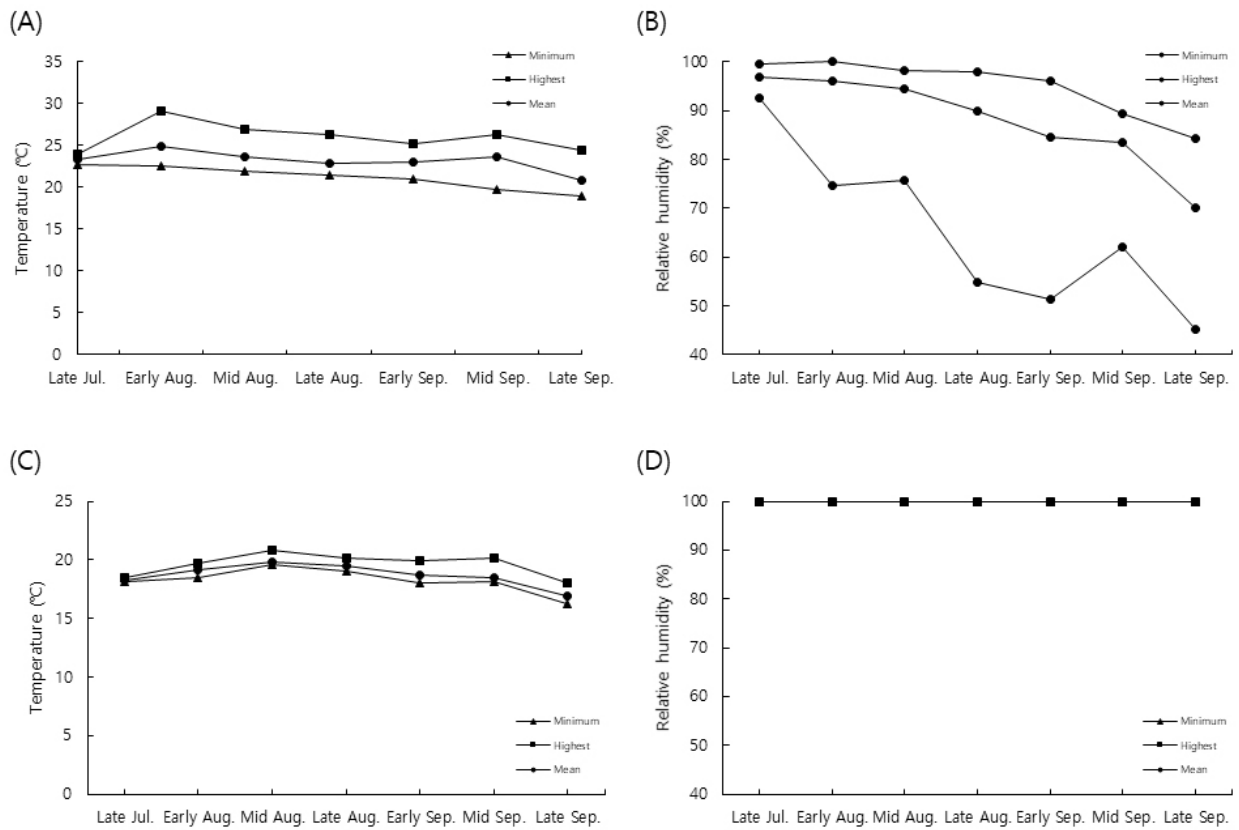 (A)
Temperature (℃)
35
30
25
20
15
10
5
0
Minimum
Highest
Mean
Late Jul. Early Aug. Mid Aug. Late Aug. Early Sep. Mid Sep. Late Sep.
(B)
Relative humidity (%)
100
90
80
70
60
50
40
Minimum
Highest
Mean
Late Jul. Early Aug. Mid Aug. Late Aug. Early Sep. Mid Sep. Late Sep.
(C)
Temperature (℃)
25
20
15
10
5
0
Minimum
Highest
Mean
Late Jul. Early Aug. Mid Aug. Late Aug. Early Sep. Mid Sep. Late Sep.
(D)
Relative humidity (%)
100
90
80
70
60
50
40
Minimum
Highest
Mean
Late Jul. Early Aug. Mid Aug. Late Aug. Early Sep. Mid Sep. Late Sep.